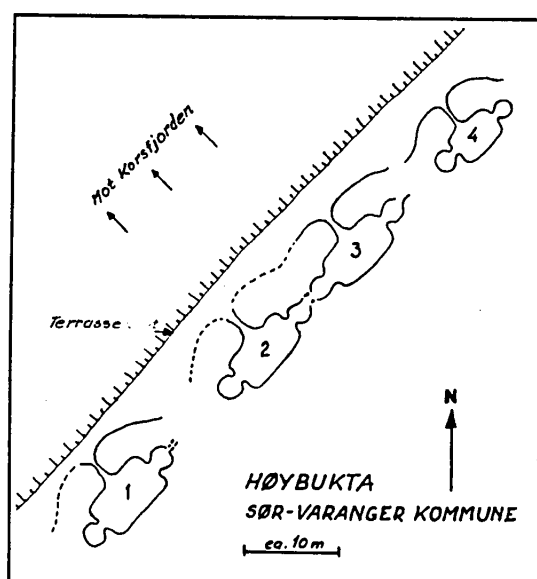 Mot Korsfjorden
4
3
Terrasse
2
1
N
HØYBUKTA
SØR-VARANGER KOMMUNE
ca. 10 m